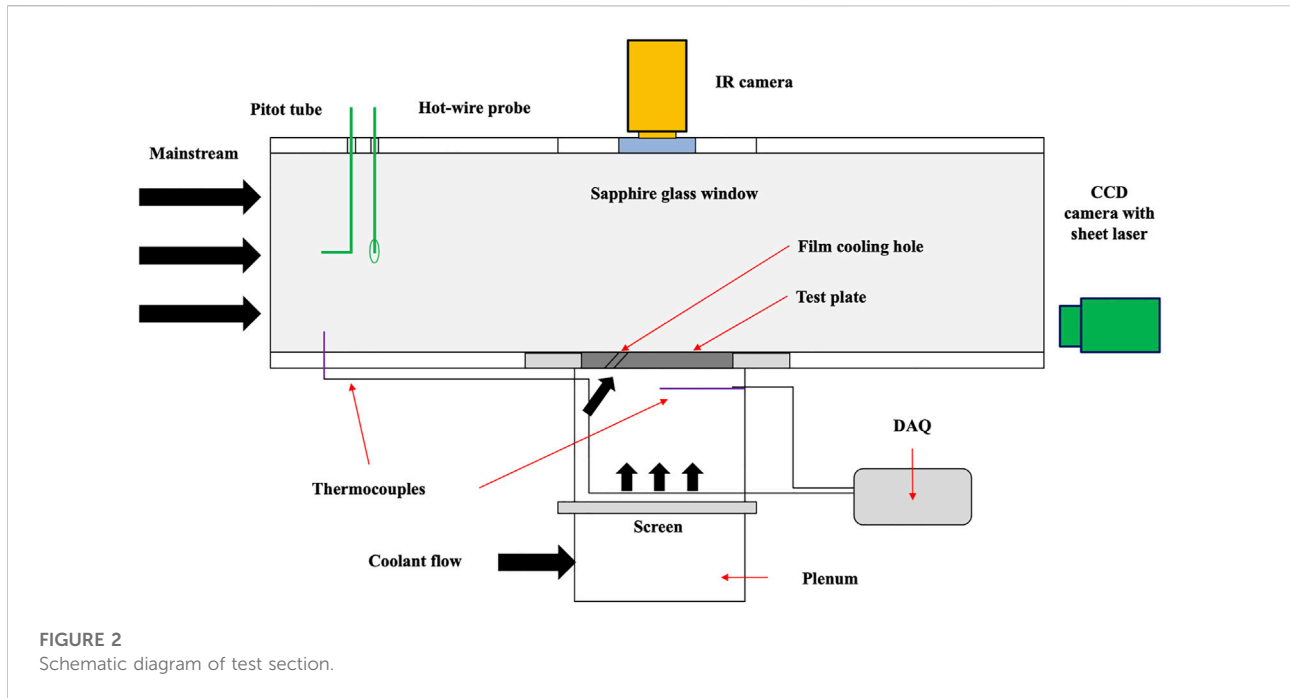 IR camera
Pitot tube
Hot-wire probe
Mainstream
Sapphire glass window
CCD
camera with
sheet laser
Film cooling hole
Test plate
DAQ
Thermocouples
Screen
Coolant flow
Plenum
FIGURE 2
Schematic diagram of test section.